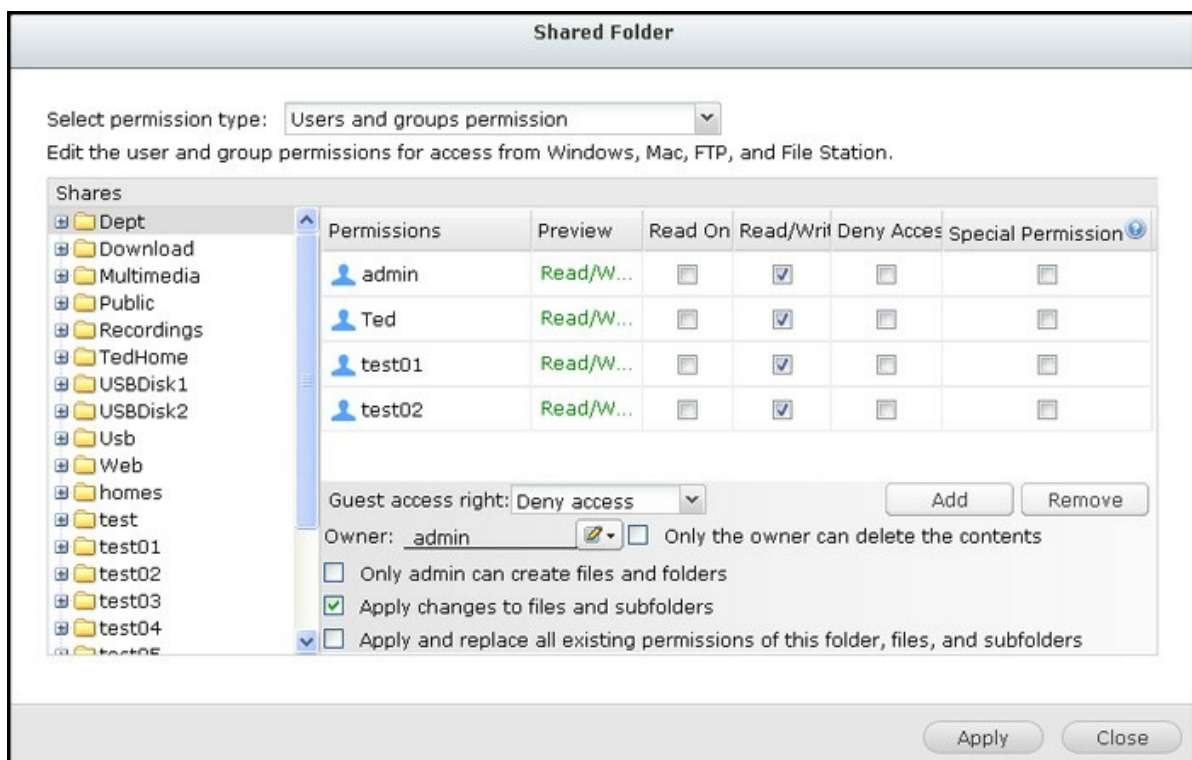 Shared Folder
Select permission type: Users and groups permission
Edit the user and group permissions for access from Windows, Mac, FTP, and File Station.
Shares
Dept
Download
Multimedia
Public
Recordings
TedHome
USBDisk1
USBDisk2
Usb
Web
homes
test
test01
test02
test03
test04
test05
Permissions Preview Read On Read/Writ Deny Acces Special Permission
admin Read/W...
Ted Read/W...
test01 Read/W...
test02 Read/W...
Guest access right: Deny access Add Remove
Owner: admin Only the owner can delete the contents
Only admin can create files and folders
Apply changes to files and subfolders
Apply and replace all existing permissions of this folder, files, and subfolders
Apply Close